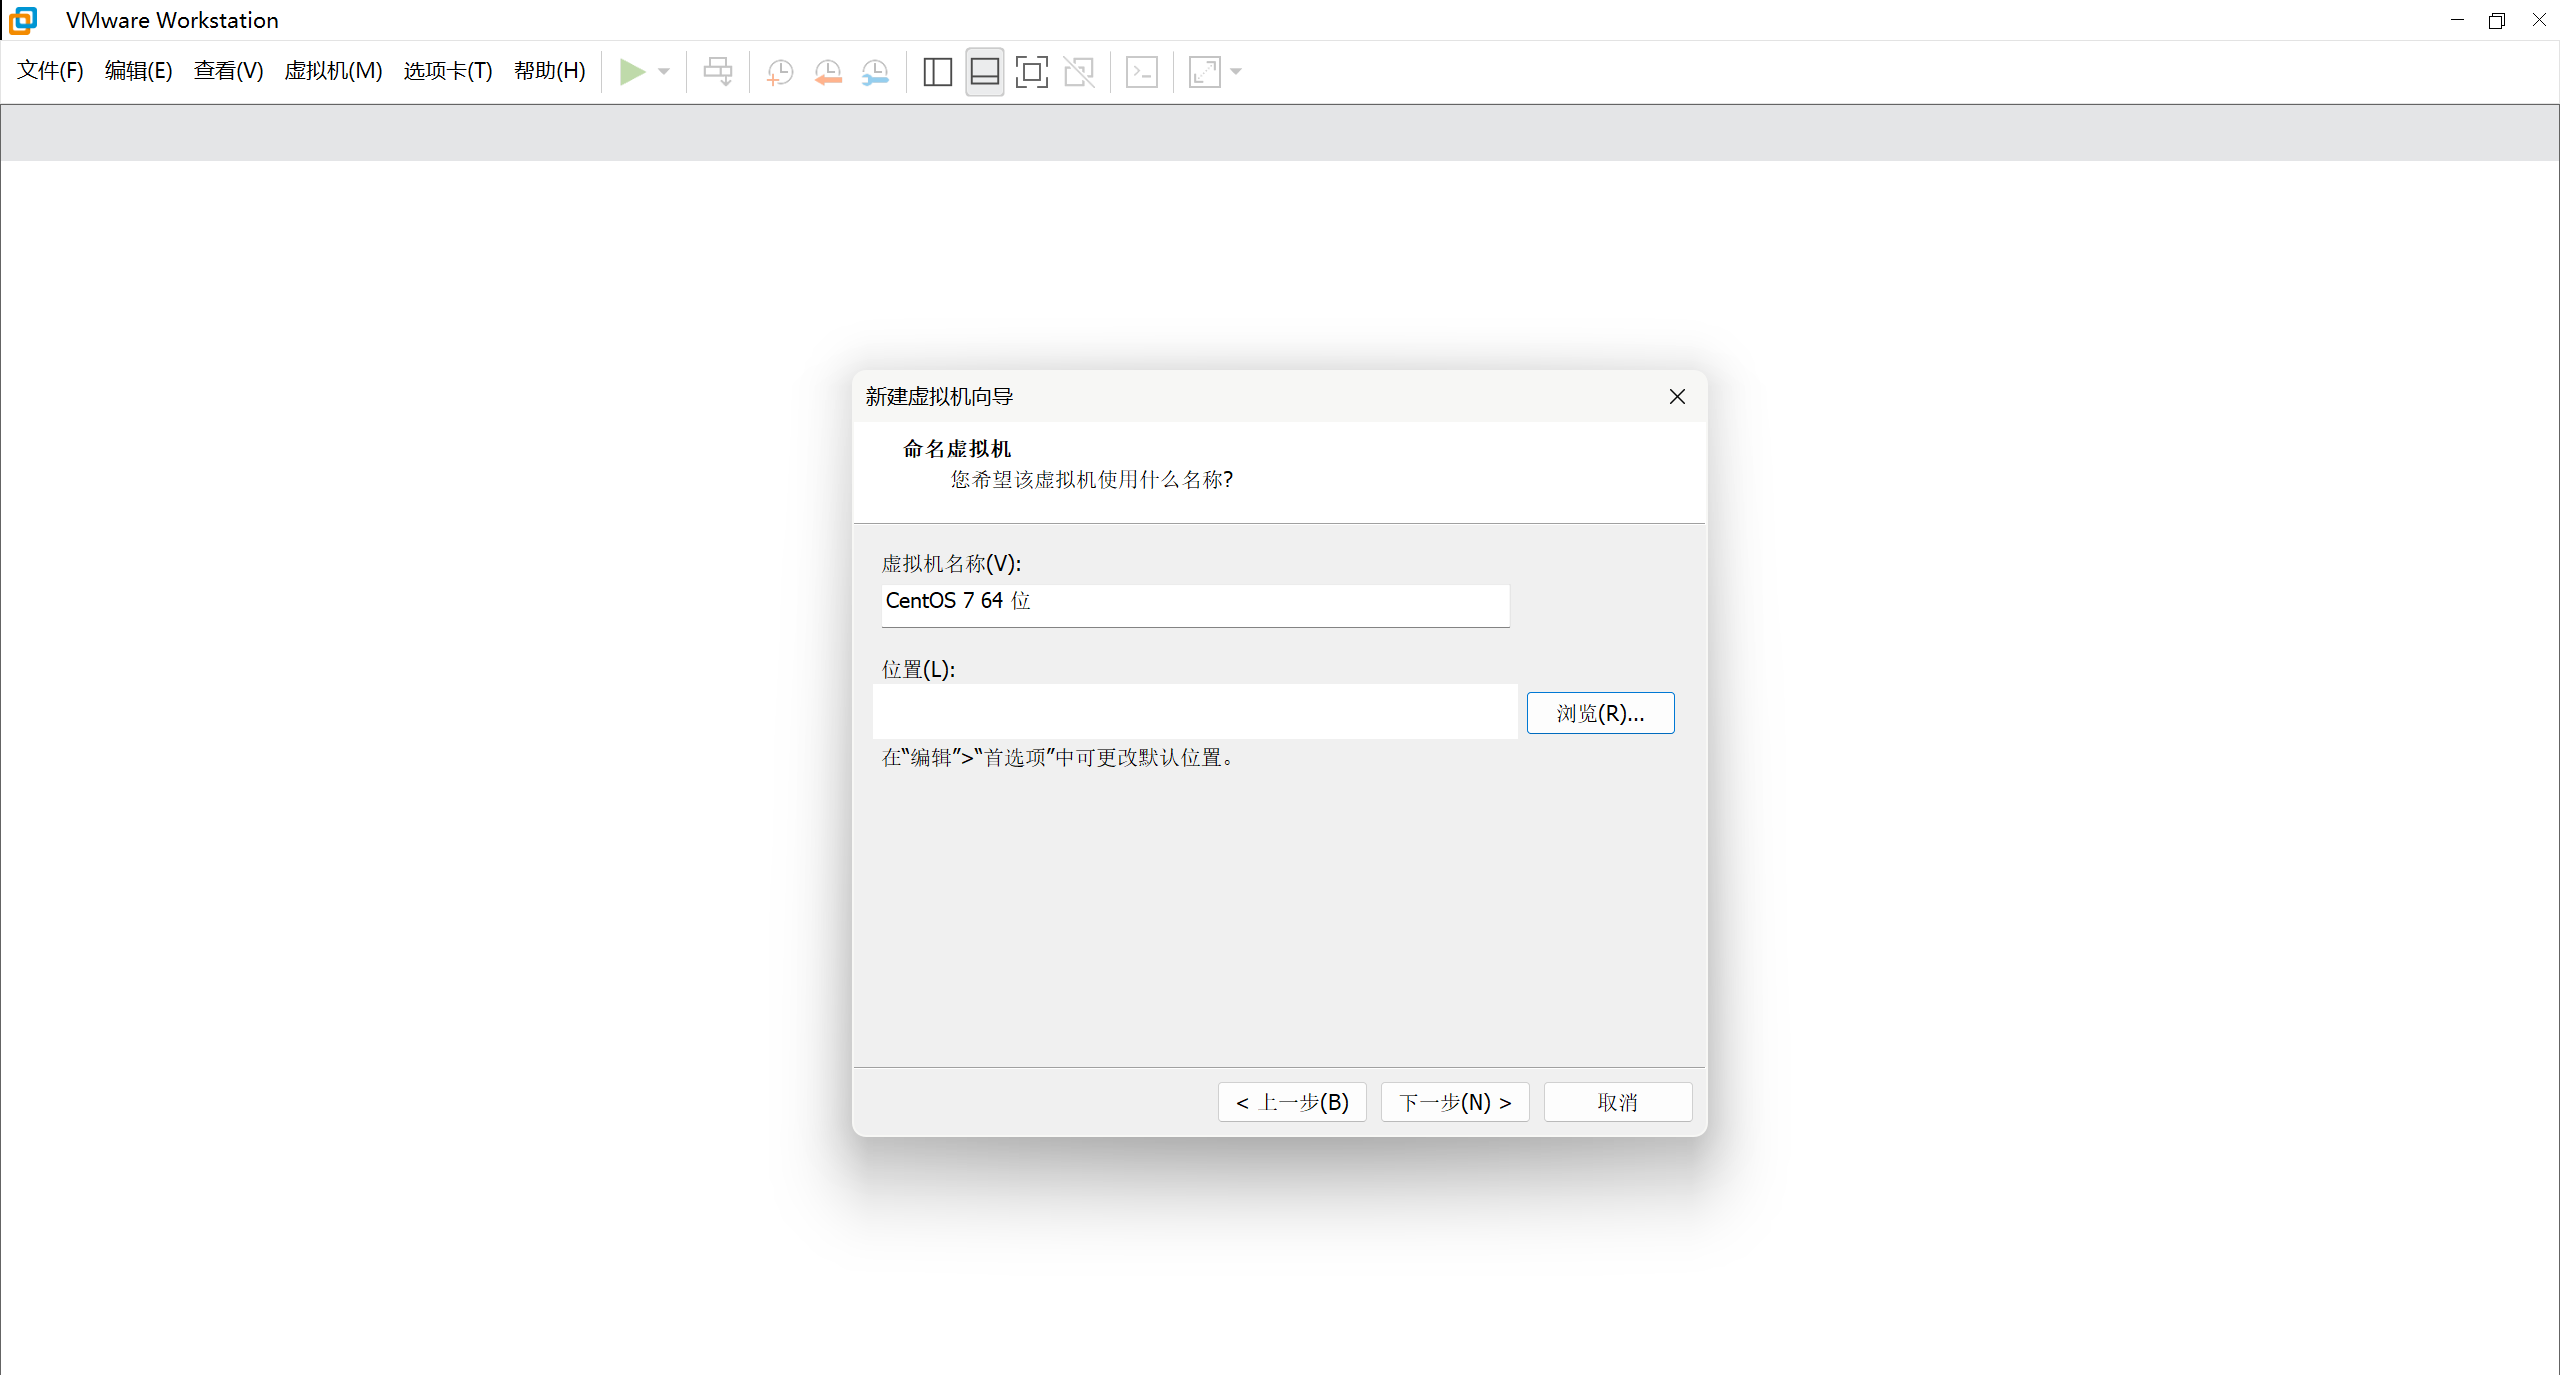 VMware Workstation
文件(F) 编辑(E) 查看(V) 虚拟机(M) 选项卡(T) 帮助(H)
新建虚拟机向导
命名虚拟机
您希望该虚拟机使用什么名称?
虚拟机名称(V):
CentOS 7 64 位
位置(L):
浏览(R)...
在“编辑”>“首选项”中可更改默认位置。
< 上一步(B) 下一步(N) > 取消